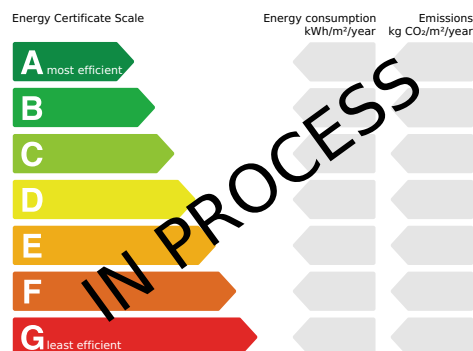 Energy Certificate Scale
Energy consumption
kWh/m²/year
Emissions
kg CO₂/m²/year
A most efficient
B
C
D
E
F
G least efficient
IN PROCESS